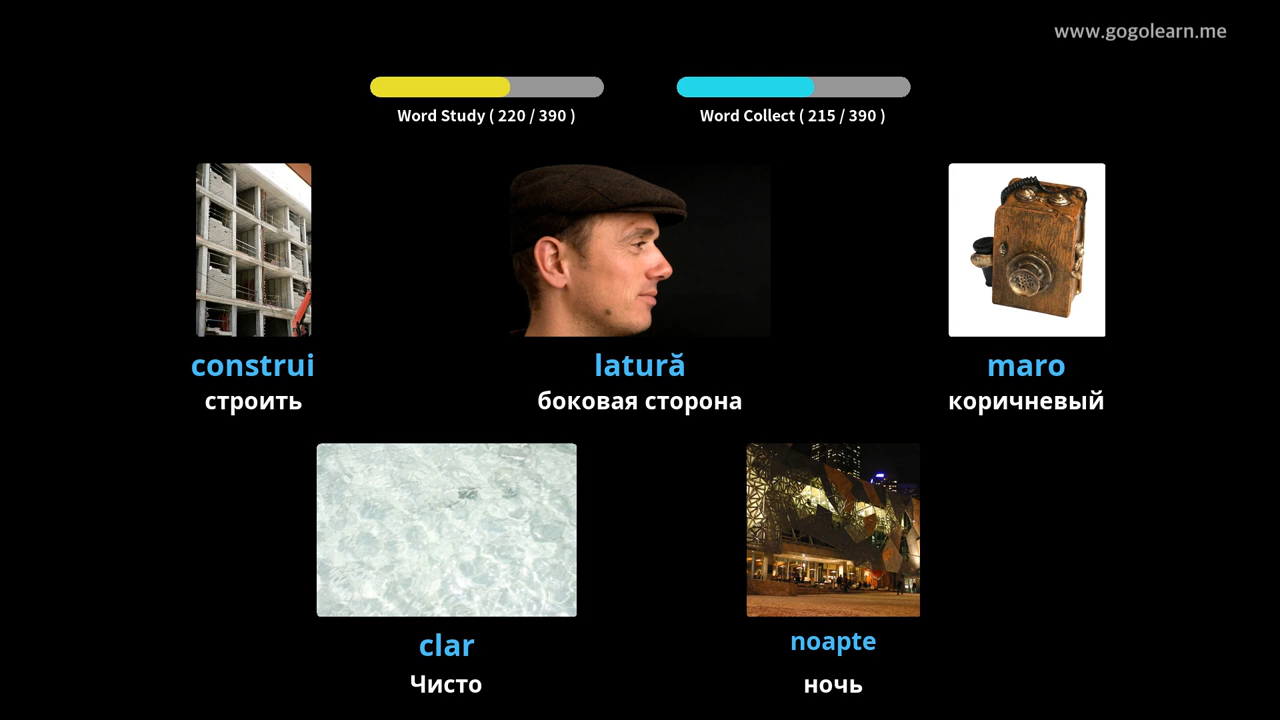 www.gogolearn.me
Word Study ( 220 / 390 )
Word Collect ( 215 / 390 )
construi
строить
latură
боковая сторона
maro
коричневый
clar
Чисто
noapte
ночь